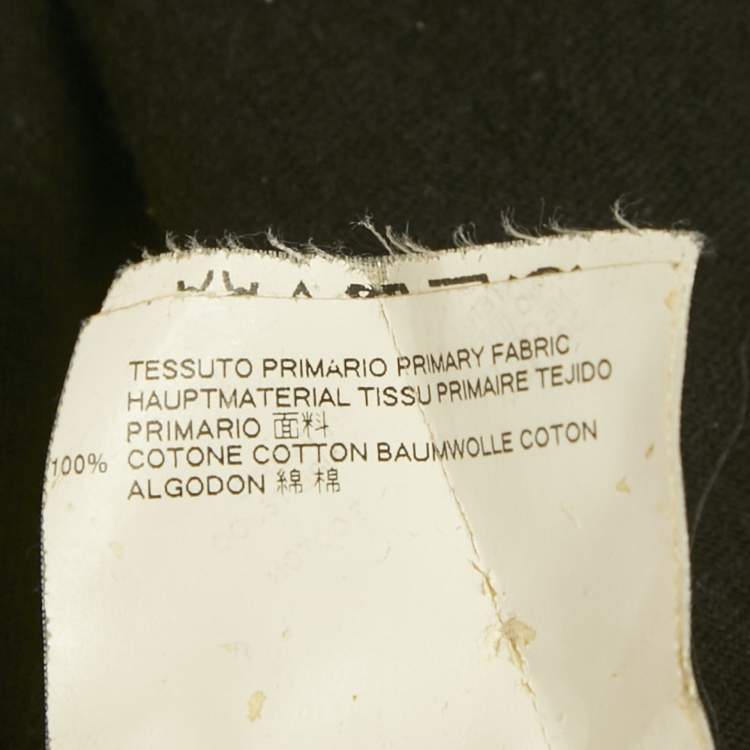 TESSUTO PRIMARIO PRIMARY FABRIC
HAUPTMATERIAL TISSU PRIMAIRE TEJIDO
PRIMARIO 面料
100% COTONE COTTON BAUMWOLLE COTON
ALGODON 綿 棉